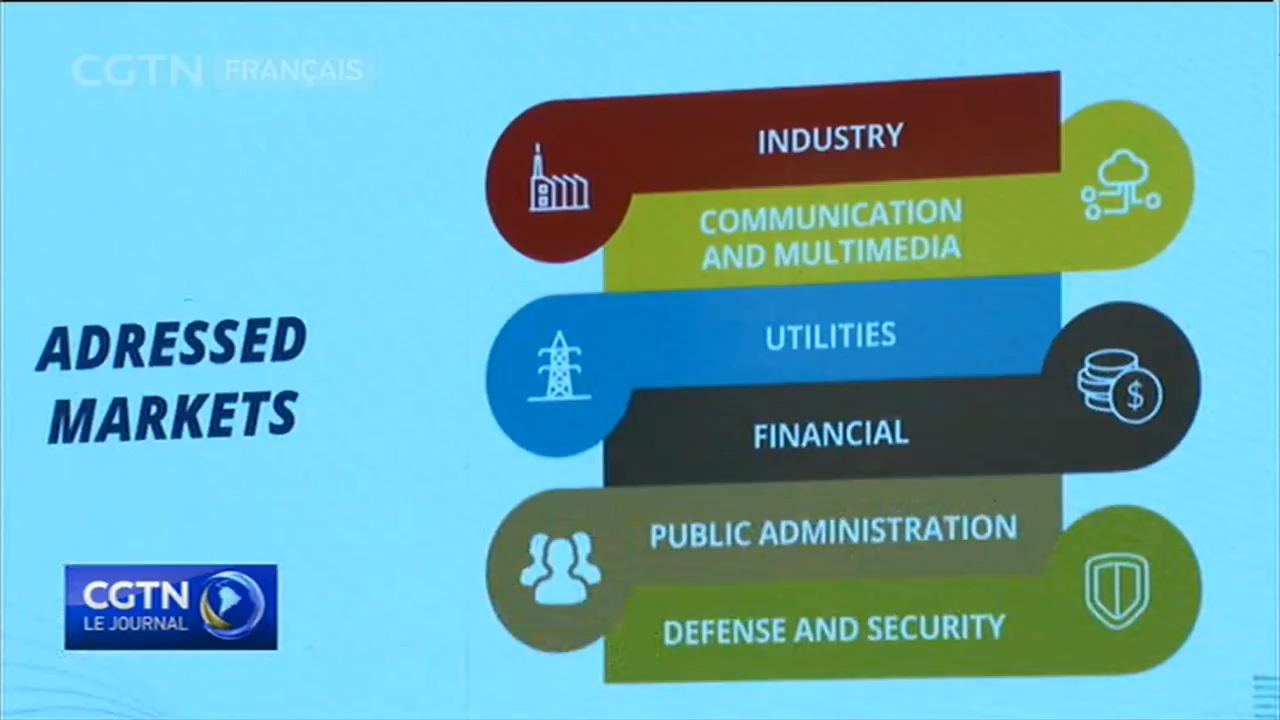 CGTN FRANÇAIS
INDUSTRY
COMMUNICATION
AND MULTIMEDIA
UTILITIES
ADRESSED
MARKETS
FINANCIAL
$
PUBLIC ADMINISTRATION
DEFENSE AND SECURITY
CGTN
LE JOURNAL